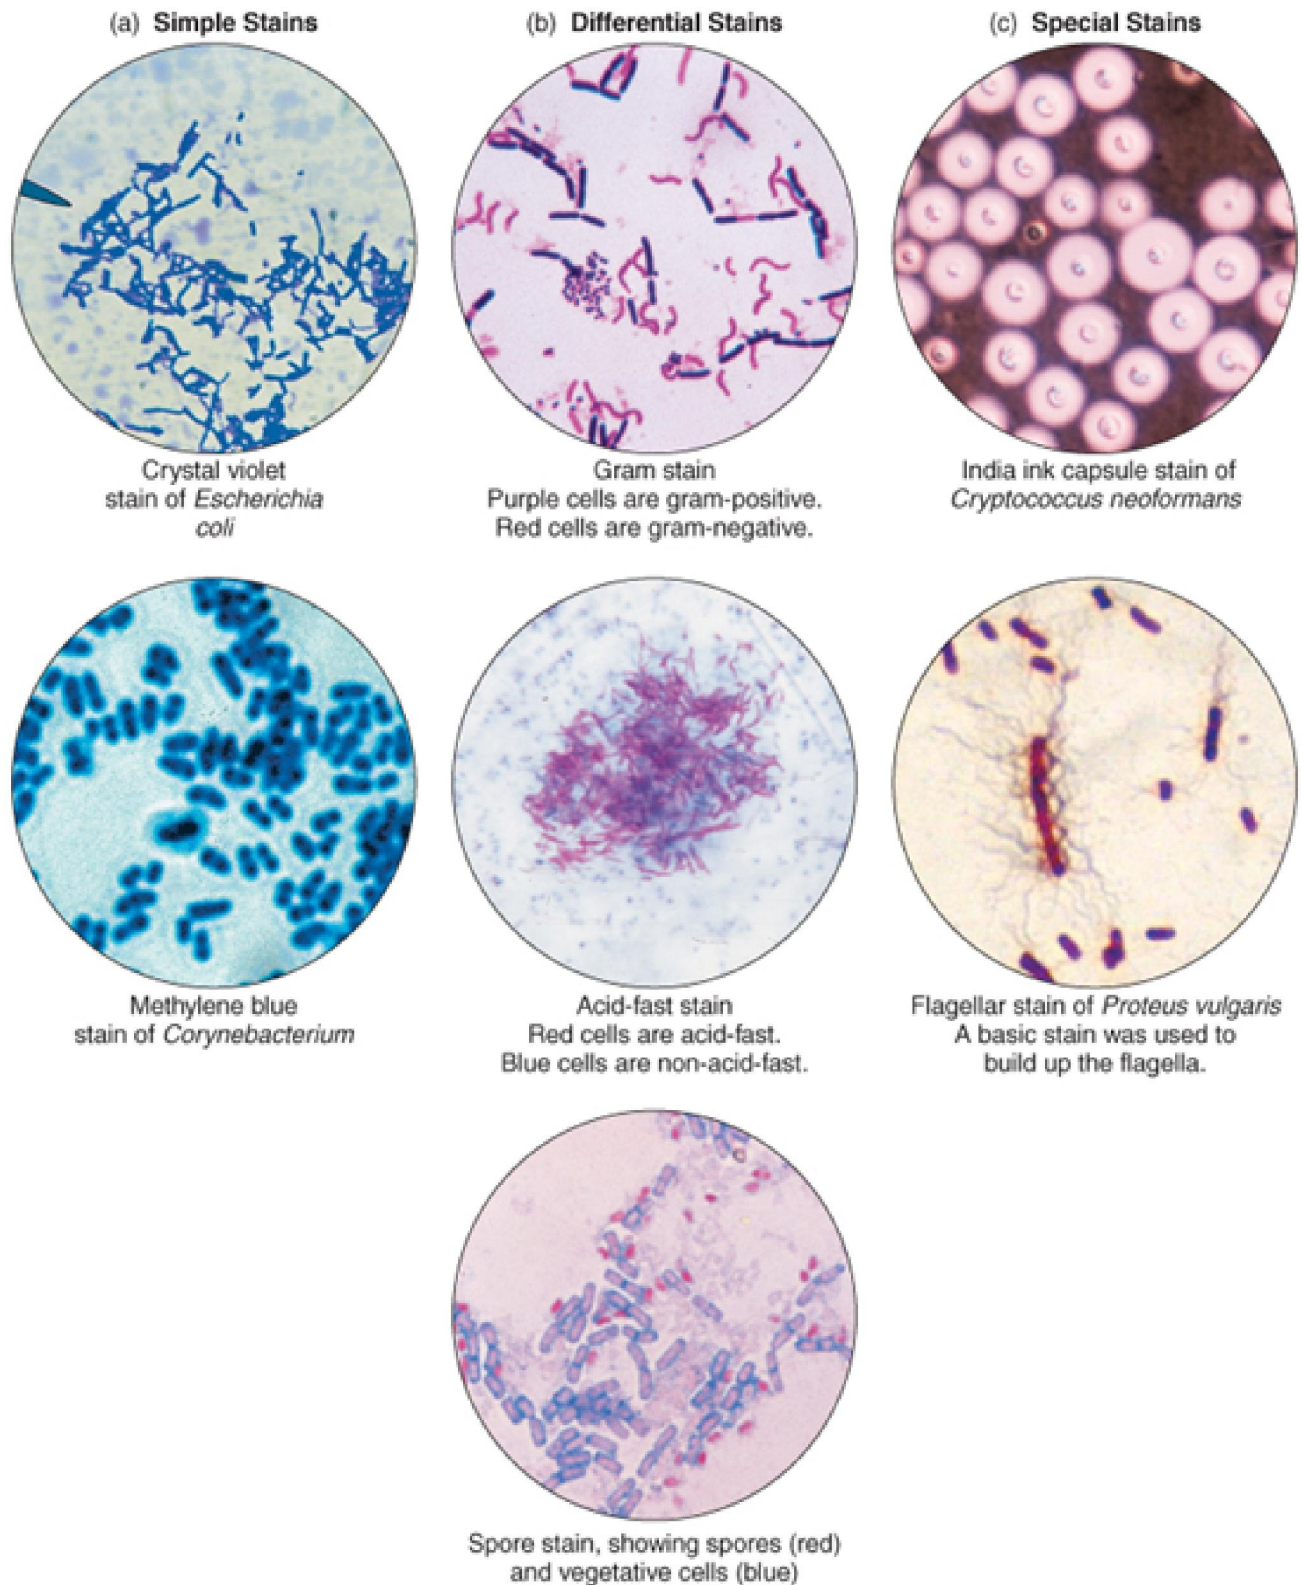 (a) Simple Stains
(b) Differential Stains
(c) Special Stains
Crystal violet
stain of Escherichia
coli
Gram stain
Purple cells are gram-positive.
Red cells are gram-negative.
India ink capsule stain of
Cryptococcus neoformans
Methylene blue
stain of Corynebacterium
Acid-fast stain
Red cells are acid-fast.
Blue cells are non-acid-fast.
Flagellar stain of Proteus vulgaris
A basic stain was used to
build up the flagella.
Spore stain, showing spores (red)
and vegetative cells (blue)